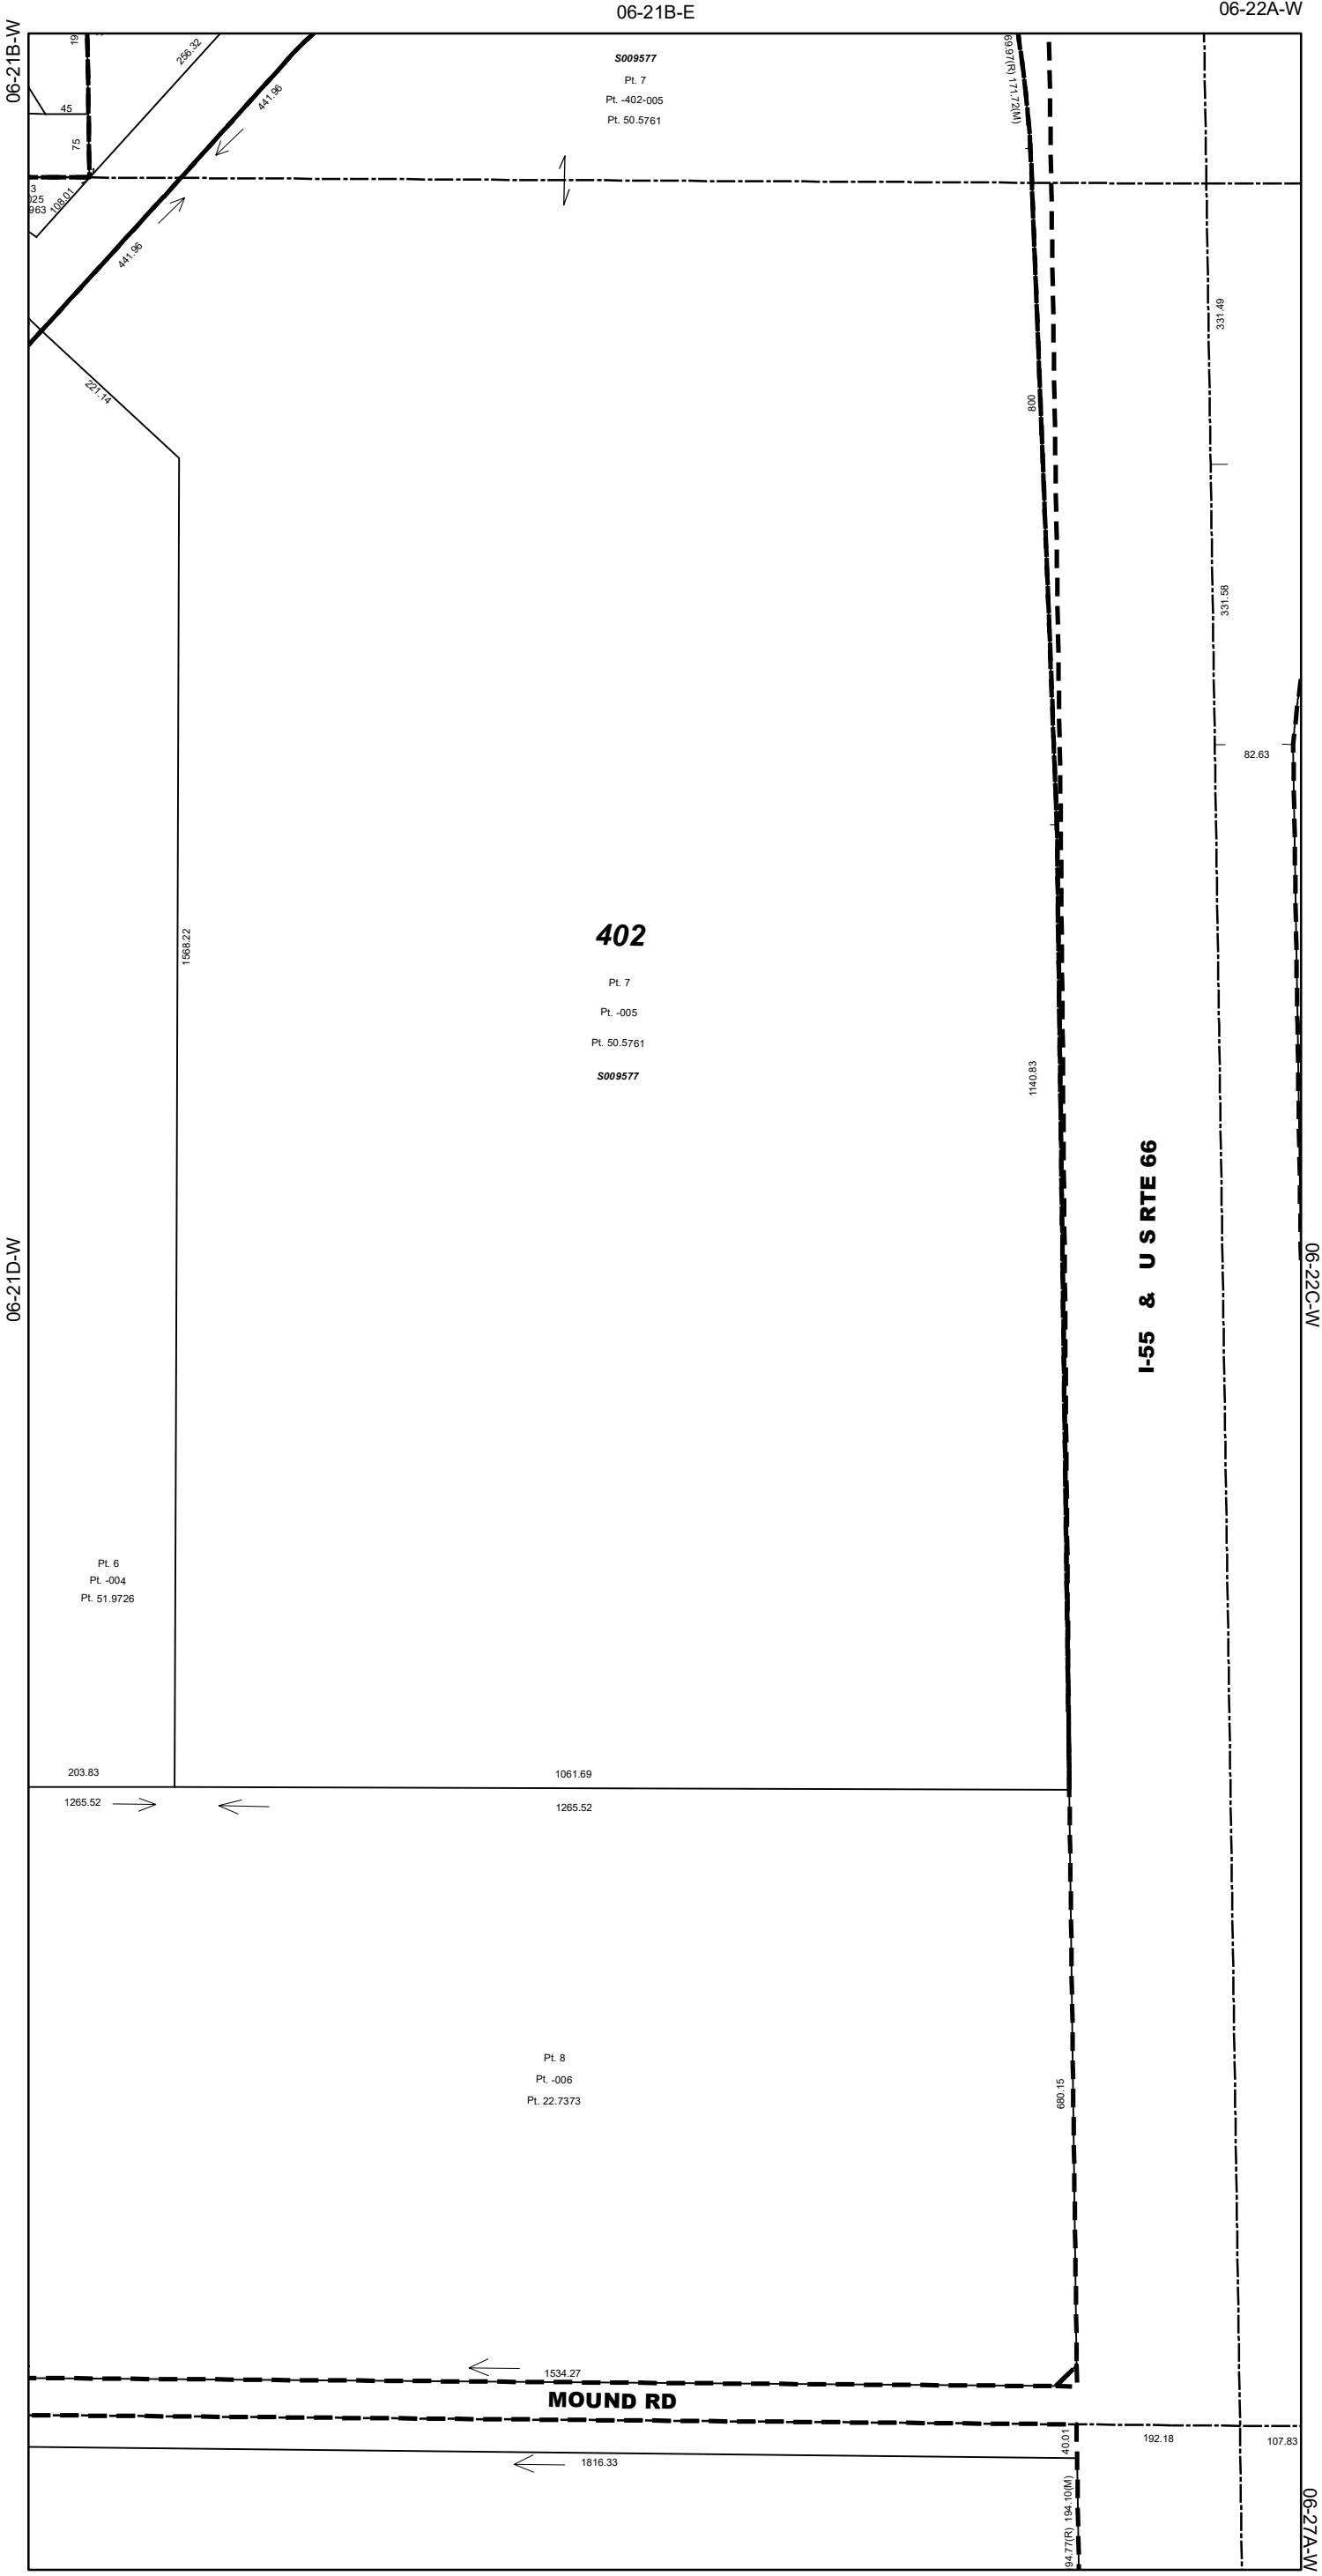 06-21B-E
06-22A-W
06-21B-W
19
256.32
441.96
S009577
Pt. 7
Pt. -402-005
Pt. 50.5761
69.97(R) 171.72(M)
45
75
3
025
963
108.01
441.96
331.49
221.14
800
331.58
82.63
402
Pt. 7
Pt. -005
Pt. 50.5761
S009577
1568.22
1140.83
I-55 & U S RTE 66
06-21D-W
06-22C-W
Pt. 6
Pt. -004
Pt. 51.9726
203.83
1061.69
1265.52
1265.52
Pt. 8
Pt. -006
Pt. 22.7373
680.15
1534.27
MOUND RD
40.01
192.18
107.83
1816.33
94.77(R) 194.10(M)
06-27A-W